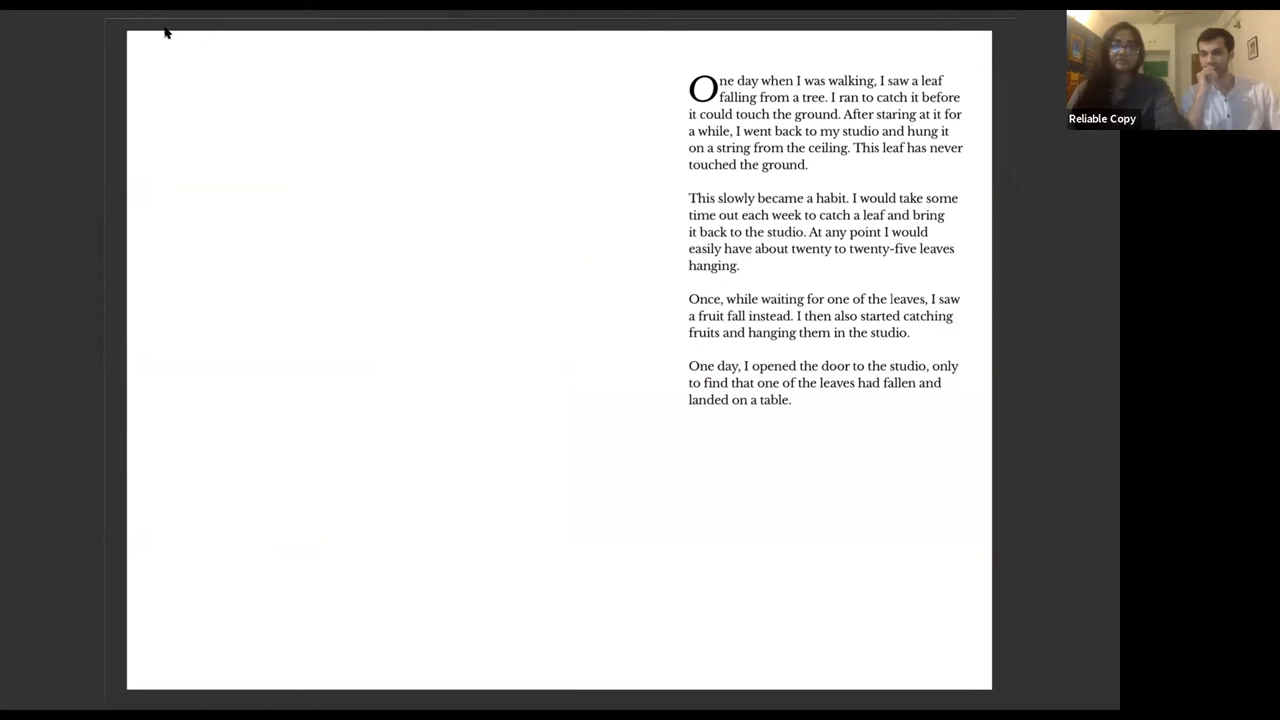 One day when I was walking, I saw a leaf
falling from a tree. I ran to catch it before
it could touch the ground. After staring at it for
a while, I went back to my studio and hung it
on a string from the ceiling. This leaf has never
touched the ground.
This slowly became a habit. I would take some
time out each week to catch a leaf and bring
it back to the studio. At any point I would
easily have about twenty to twenty-five leaves
hanging.
Once, while waiting for one of the leaves, I saw
a fruit fall instead. I then also started catching
fruits and hanging them in the studio.
One day, I opened the door to the studio, only
to find that one of the leaves had fallen and
landed on a table.
Reliable Copy